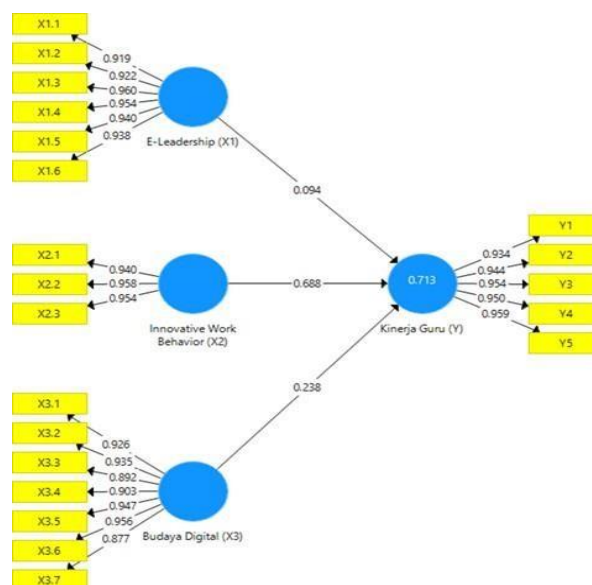 X1.1
X1.2
X1.3
X1.4
X1.5
X1.6
0.919
0.922
0.960
0.954
0.940
0.938
E-Leadership (X1)
0.094
X2.1
X2.2
X2.3
0.940
0.958
0.954
Innovative Work
Behavior (X2)
0.688
0.713
Kinerja Guru (Y)
0.934
0.944
0.954
0.950
0.959
Y1
Y2
Y3
Y4
Y5
0.238
X3.1
X3.2
X3.3
X3.4
X3.5
X3.6
X3.7
0.926
0.935
0.892
0.903
0.947
0.956
0.877
Budaya Digital (X3)